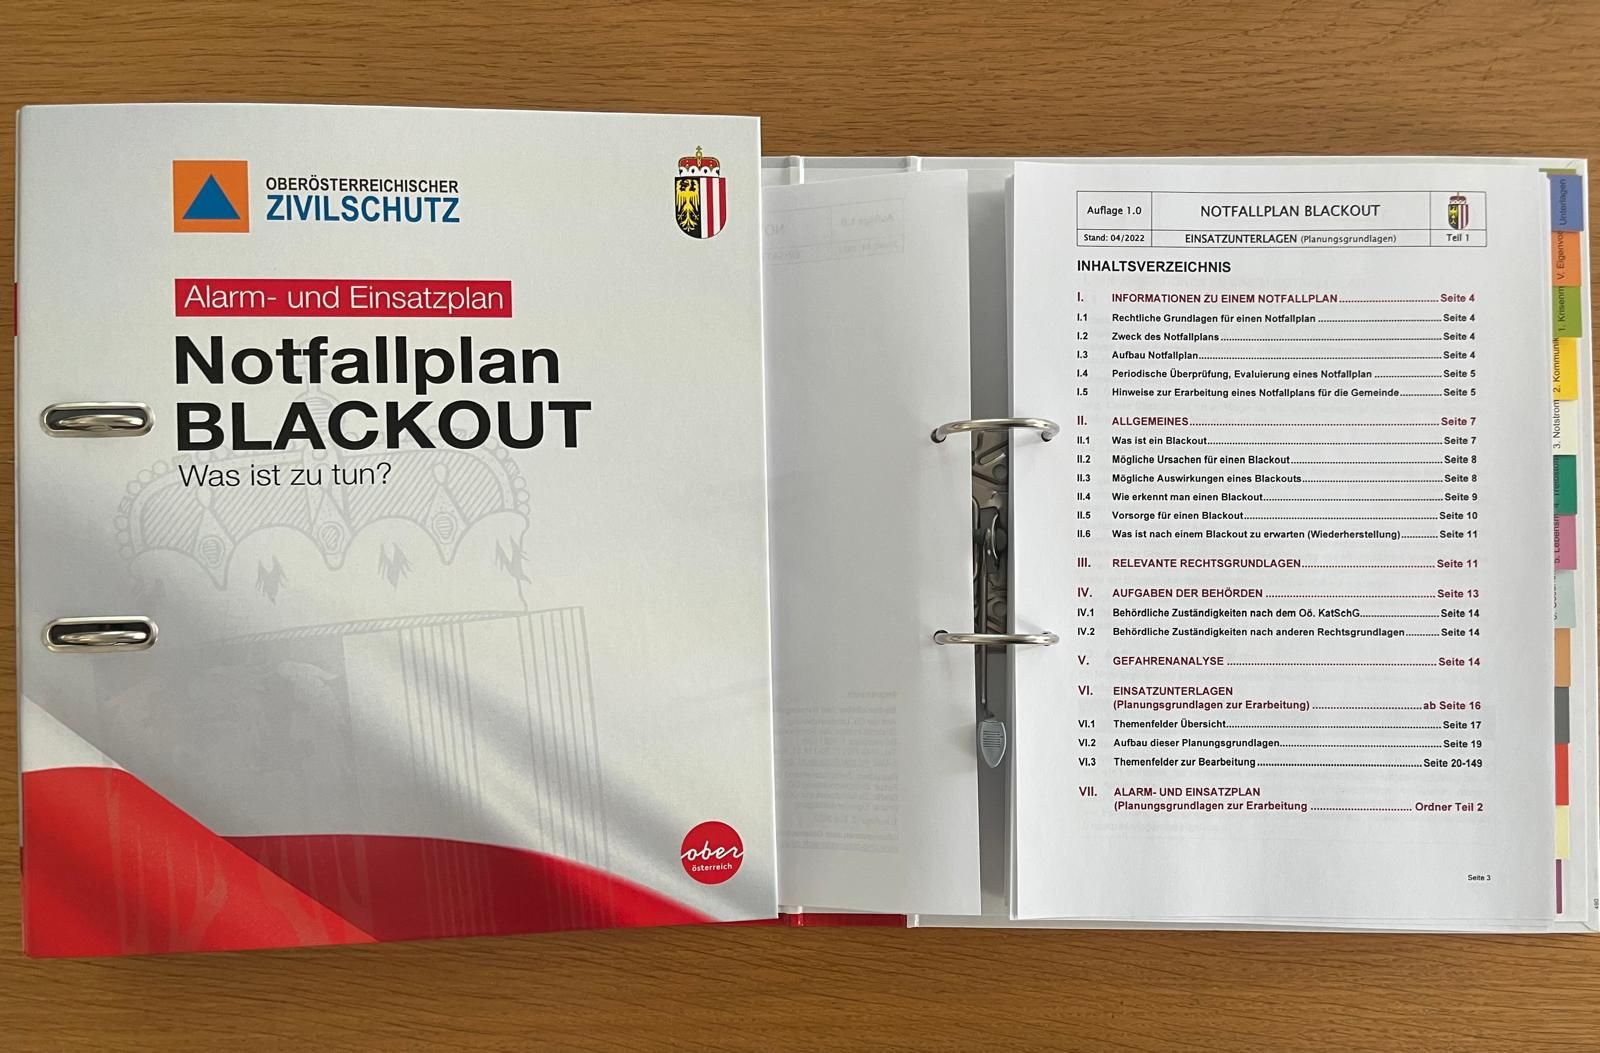 OBERÖSTERREICHISCHER
ZIVILSCHUTZ
Alarm- und Einsatzplan
Notfallplan
BLACKOUT
Was ist zu tun?
ober
österreich
Auflage 1.0 NOTFALLPLAN BLACKOUT
Stand: 04/2022 EINSATZUNTERLAGEN (Planungsgrundlagen) Teil 1
INHALTSVERZEICHNIS
I. INFORMATIONEN ZU EINEM NOTFALLPLAN Seite 4
I.1 Rechtliche Grundlagen für einen Notfallplan Seite 4
I.2 Zweck des Notfallplans Seite 4
I.3 Aufbau Notfallplan Seite 4
I.4 Periodische Überprüfung, Evaluierung eines Notfallplan Seite 5
I.5 Hinweise zur Erarbeitung eines Notfallplans für die Gemeinde Seite 5
II. ALLGEMEINES Seite 7
II.1 Was ist ein Blackout Seite 7
II.2 Mögliche Ursachen für einen Blackout Seite 8
II.3 Mögliche Auswirkungen eines Blackouts Seite 8
II.4 Wie erkennt man einen Blackout Seite 9
II.5 Vorsorge für einen Blackout Seite 10
II.6 Was ist nach einem Blackout zu erwarten (Wiederherstellung) Seite 11
III. RELEVANTE RECHTSGRUNDLAGEN Seite 11
IV. AUFGABEN DER BEHÖRDEN Seite 13
IV.1 Behördliche Zuständigkeiten nach dem Oö. KatSchG Seite 14
IV.2 Behördliche Zuständigkeiten nach anderen Rechtsgrundlagen Seite 14
V. GEFAHRENANALYSE Seite 14
VI. EINSATZUNTERLAGEN
(Planungsgrundlagen zur Erarbeitung) ab Seite 16
VI.1 Themenfelder Übersicht Seite 17
VI.2 Aufbau dieser Planungsgrundlagen Seite 19
VI.3 Themenfelder zur Bearbeitung Seite 20-149
VII. ALARM- UND EINSATZPLAN
(Planungsgrundlagen zur Erarbeitung Ordner Teil 2
Seite 3
Unterlagen
V. Eigenvor
1. Krisenm
2. Kommunik
3. Notstrom